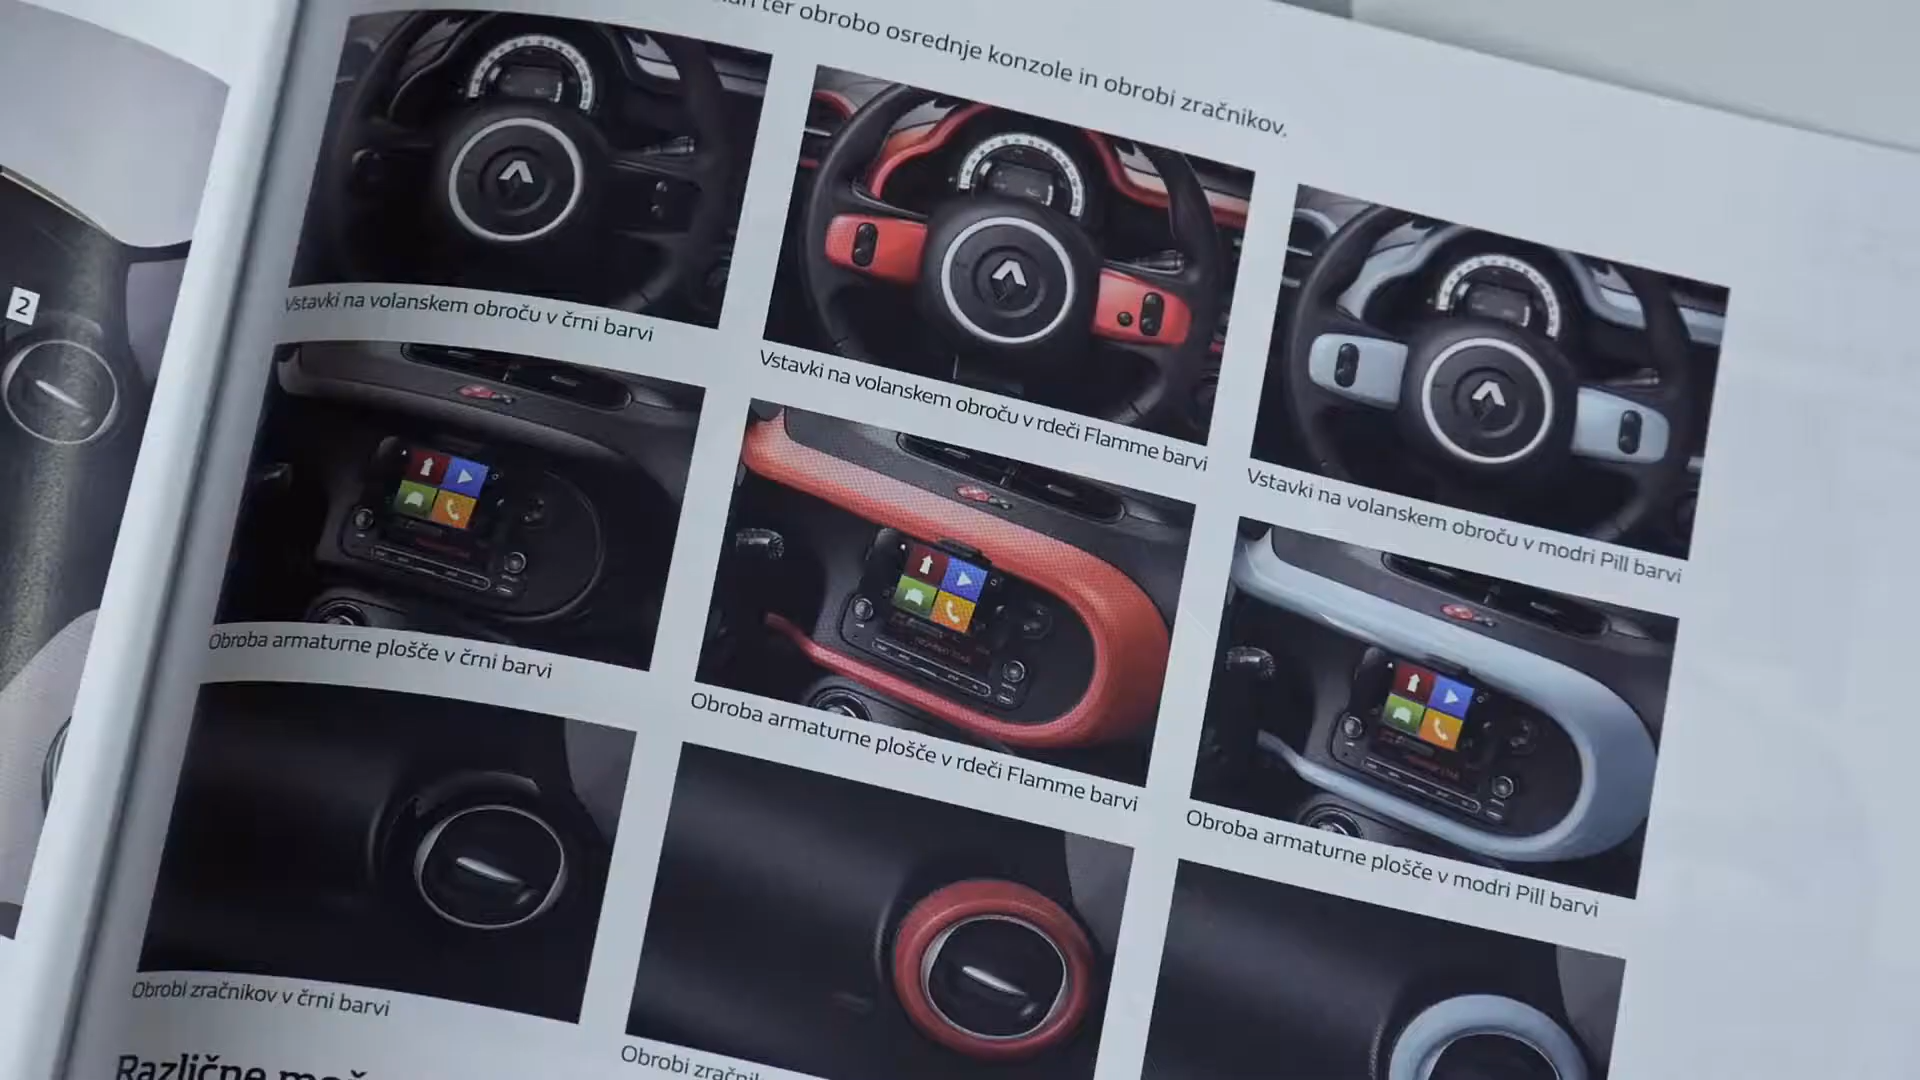 ter obrobo osrednje konzole in obrobi zračnikov.
2
Vstavki na volanskem obroču v črni barvi
Vstavki na volanskem obroču v rdeči Flamme barvi
Vstavki na volanskem obroču v modri Pill barvi
Obroba armaturne plošče v črni barvi
Obroba armaturne plošče v rdeči Flamme barvi
Obroba armaturne plošče v modri Pill barvi
Obrobi zračnikov v črni barvi
Obrobi
Različne